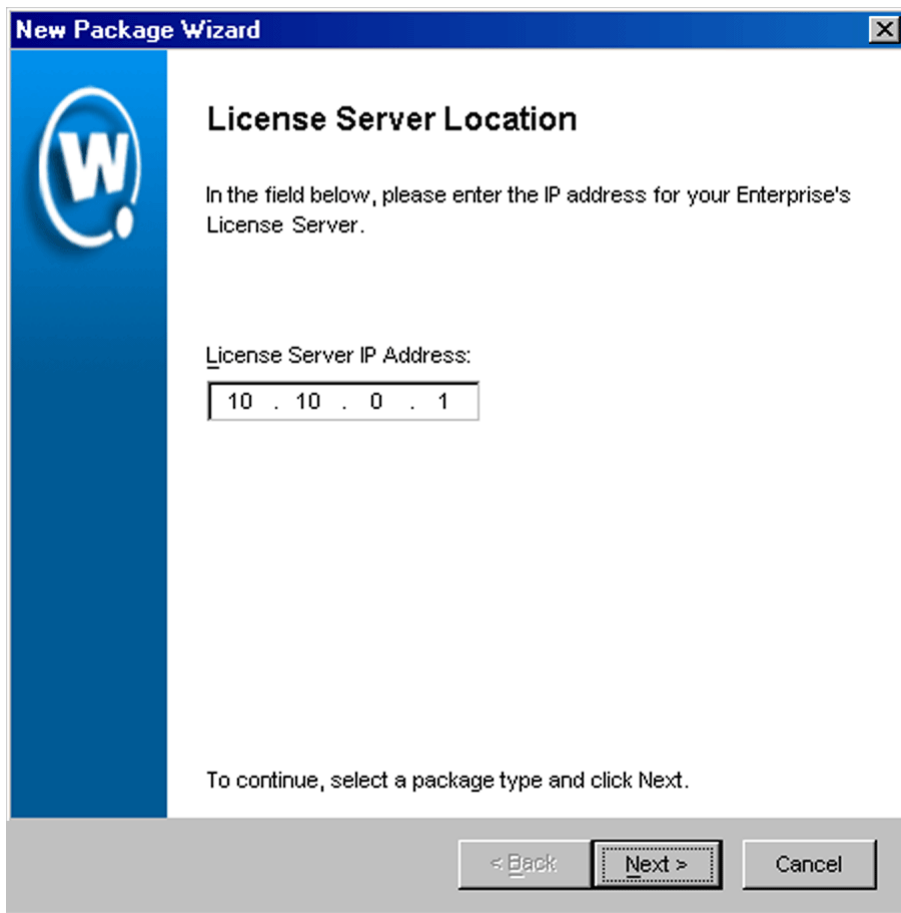 New Package Wizard
W
License Server Location
In the field below, please enter the IP address for your Enterprise's
License Server.
License Server IP Address:
10 . 10 . 0 . 1
To continue, select a package type and click Next.
< Back Next > Cancel